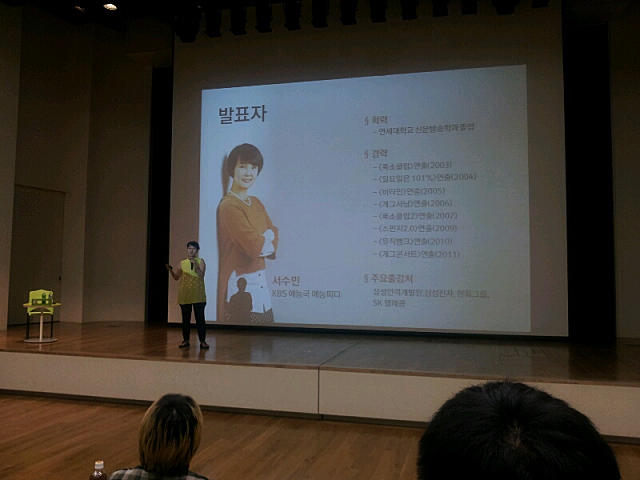 발표자
§ 학력
- 연세대학교 신문방송학과 졸업
§ 경력
- <폭소클럽>연출(2003)
- <일요일은 101%>연출(2004)
- <비타민>연출(2005)
- <개그사냥>연출(2006)
- <폭소클럽2>연출(2007)
- <스펀지2.0>연출(2009)
- <뮤직뱅크>연출(2010)
- <개그콘서트>연출(2011)
서수민
KBS 예능국 예능피디
§ 주요출강처
삼성인력개발원, 삼성전자, 한화그룹,
SK 텔레콤